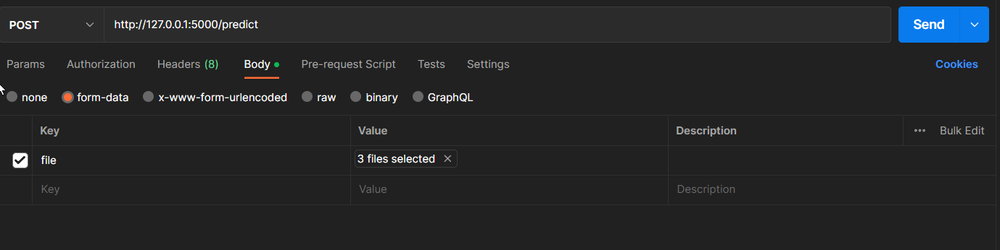 POST http://127.0.0.1:5000/predict Send
Params Authorization Headers (8) Body Pre-request Script Tests Settings Cookies
none form-data x-www-form-urlencoded raw binary GraphQL
Key Value Description Bulk Edit
file 3 files selected
Key Value Description